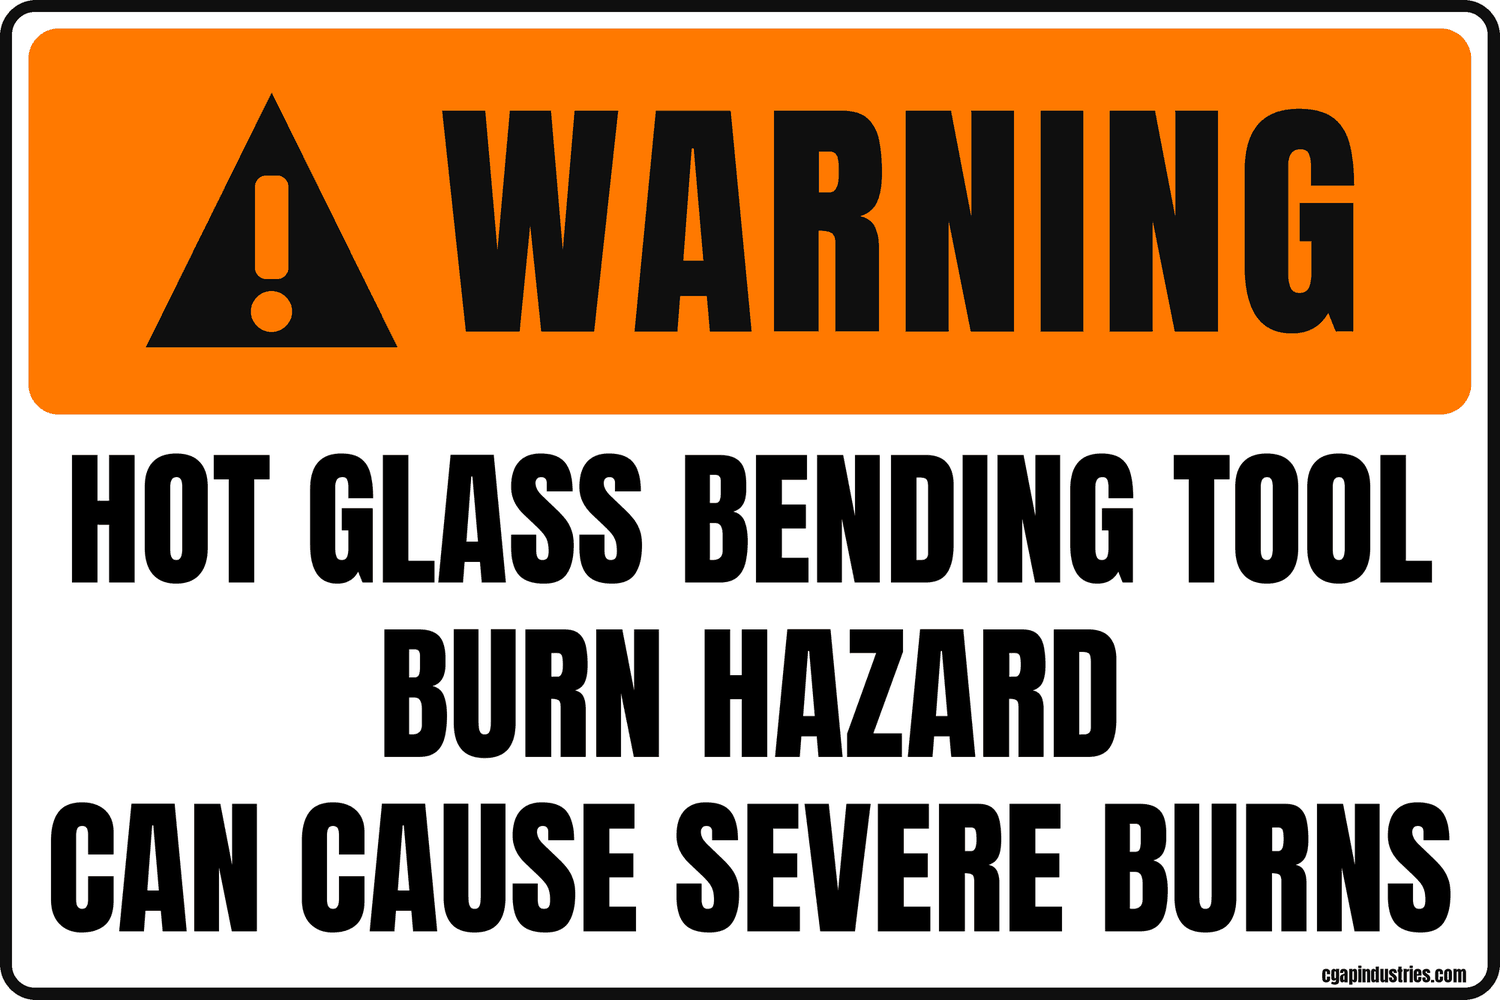 WARNING
HOT GLASS BENDING TOOL
BURN HAZARD
CAN CAUSE SEVERE BURNS
cgapindustries.com